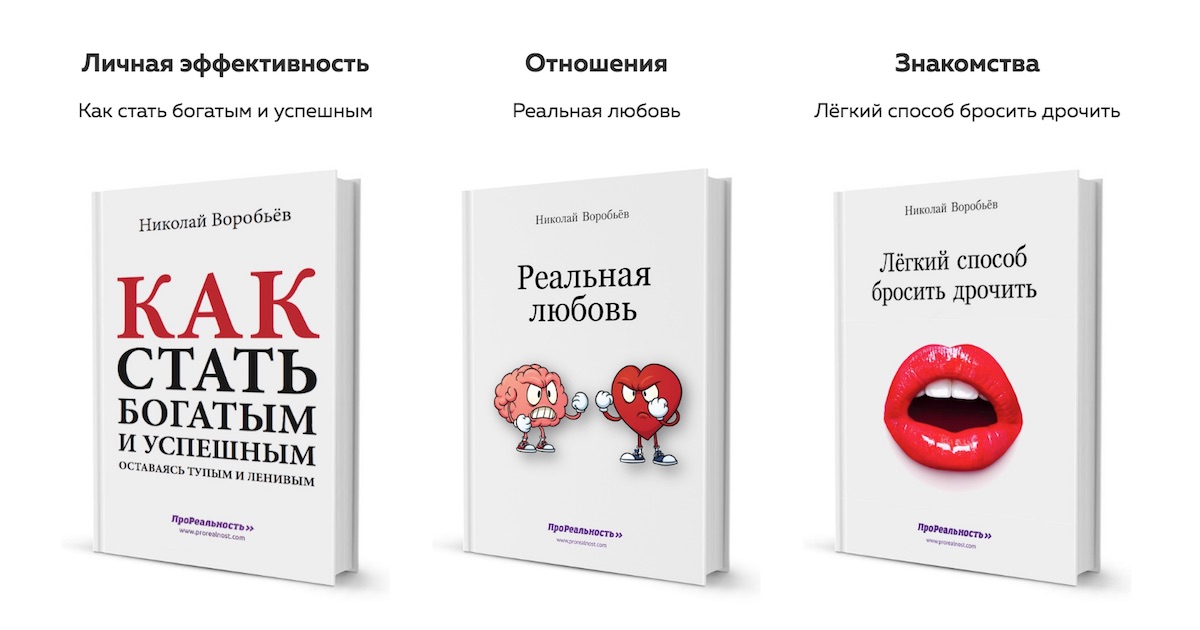 Личная эффективность
Как стать богатым и успешным
Николай Воробьёв
КАК
СТАТЬ
БОГАТЫМ
И УСПЕШНЫМ
ОСТАВАЯСЬ ТУПЫМ И ЛЕНИВЫМ
ПроРеальность»
www.prorealnost.com
Отношения
Реальная любовь
Николай Воробьёв
Реальная
любовь
ПроРеальность»
www.prorealnost.com
Знакомства
Лёгкий способ бросить дрочить
Николай Воробьёв
Лёгкий способ
бросить дрочить
ПроРеальность»
www.prorealnost.com